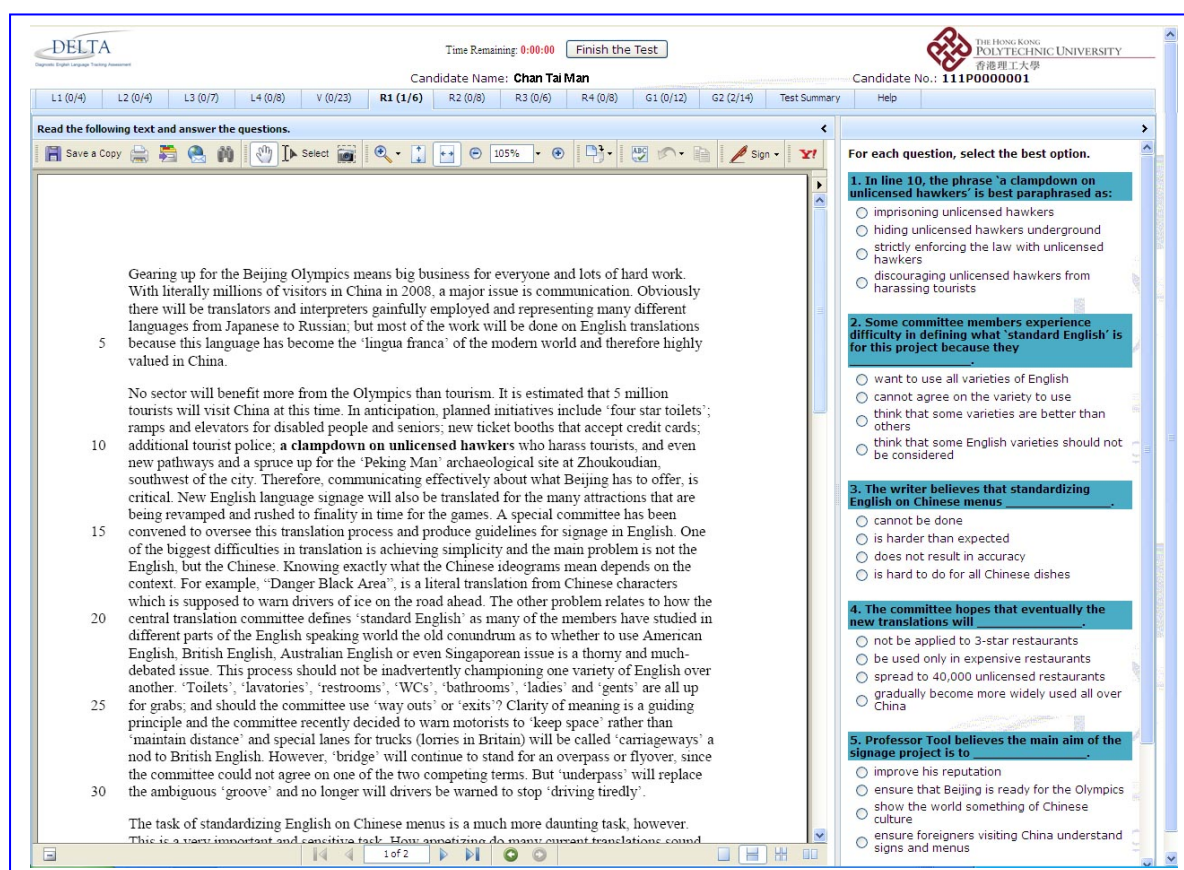 DELTA
Diagnostic English Language Tracking Assessment
Time Remaining: 0:00:00 Finish the Test
THE HONG KONG
POLYTECHNIC UNIVERSITY
香港理工大學
Candidate Name: Chan Tai Man
Candidate No.: 111P0000001
L1 (0/4) L2 (0/4) L3 (0/7) L4 (0/8) V (0/23) R1 (1/6) R2 (0/8) R3 (0/6) R4 (0/8) G1 (0/12) G2 (2/14) Test Summary Help
Read the following text and answer the questions.
Save a Copy Select 105% Sign Y!
Gearing up for the Beijing Olympics means big business for everyone and lots of hard work.
With literally millions of visitors in China in 2008, a major issue is communication. Obviously
there will be translators and interpreters gainfully employed and representing many different
languages from Japanese to Russian; but most of the work will be done on English translations
5 because this language has become the 'lingua franca' of the modern world and therefore highly
valued in China.
No sector will benefit more from the Olympics than tourism. It is estimated that 5 million
tourists will visit China at this time. In anticipation, planned initiatives include 'four star toilets';
ramps and elevators for disabled people and seniors; new ticket booths that accept credit cards;
10 additional tourist police; a clampdown on unlicensed hawkers who harass tourists, and even
new pathways and a spruce up for the 'Peking Man' archaeological site at Zhoukoudian,
southwest of the city. Therefore, communicating effectively about what Beijing has to offer, is
critical. New English language signage will also be translated for the many attractions that are
being revamped and rushed to finality in time for the games. A special committee has been
15 convened to oversee this translation process and produce guidelines for signage in English. One
of the biggest difficulties in translation is achieving simplicity and the main problem is not the
English, but the Chinese. Knowing exactly what the Chinese ideograms mean depends on the
context. For example, "Danger Black Area", is a literal translation from Chinese characters
which is supposed to warn drivers of ice on the road ahead. The other problem relates to how the
20 central translation committee defines 'standard English' as many of the members have studied in
different parts of the English speaking world the old conundrum as to whether to use American
English, British English, Australian English or even Singaporean issue is a thorny and much-
debated issue. This process should not be inadvertently championing one variety of English over
another. 'Toilets', 'lavatories', 'restrooms', 'WCs', 'bathrooms', 'ladies' and 'gents' are all up
25 for grabs; and should the committee use 'way outs' or 'exits'? Clarity of meaning is a guiding
principle and the committee recently decided to warn motorists to 'keep space' rather than
'maintain distance' and special lanes for trucks (lorries in Britain) will be called 'carriageways' a
nod to British English. However, 'bridge' will continue to stand for an overpass or flyover, since
the committee could not agree on one of the two competing terms. But 'underpass' will replace
30 the ambiguous 'groove' and no longer will drivers be warned to stop 'driving tiredly'.
The task of standardizing English on Chinese menus is a much more daunting task, however.
This is a very important and sensitive task. How appetizing do many current translations sound
1 of 2
For each question, select the best option.
1. In line 10, the phrase 'a clampdown on
unlicensed hawkers' is best paraphrased as:
imprisoning unlicensed hawkers
hiding unlicensed hawkers underground
strictly enforcing the law with unlicensed
hawkers
discouraging unlicensed hawkers from
harassing tourists
2. Some committee members experience
difficulty in defining what 'standard English' is
for this project because they
____________________.
want to use all varieties of English
cannot agree on the variety to use
think that some varieties are better than
others
think that some English varieties should not
be considered
3. The writer believes that standardizing
English on Chinese menus _________________.
cannot be done
is harder than expected
does not result in accuracy
is hard to do for all Chinese dishes
4. The committee hopes that eventually the
new translations will _________________.
not be applied to 3-star restaurants
be used only in expensive restaurants
spread to 40,000 unlicensed restaurants
gradually become more widely used all over
China
5. Professor Tool believes the main aim of the
signage project is to ____________________.
improve his reputation
ensure that Beijing is ready for the Olympics
show the world something of Chinese
culture
ensure foreigners visiting China understand
signs and menus